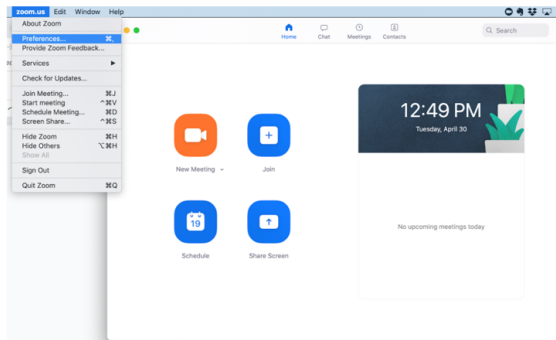 zoom.us Edit Window Help
About Zoom
Preferences... ⌘,
Provide Zoom Feedback...
Services
Check for Updates...
Join Meeting... ⌘J
Start meeting ^⌘V
Schedule Meeting... ⌘D
Screen Share... ^⌘S
Hide Zoom ⌘H
Hide Others ⌥⌘H
Show All
Sign Out
Quit Zoom ⌘Q
Home Chat Meetings Contacts
Search
New Meeting
Join
19
Schedule
Share Screen
12:49 PM
Tuesday, April 30
No upcoming meetings today